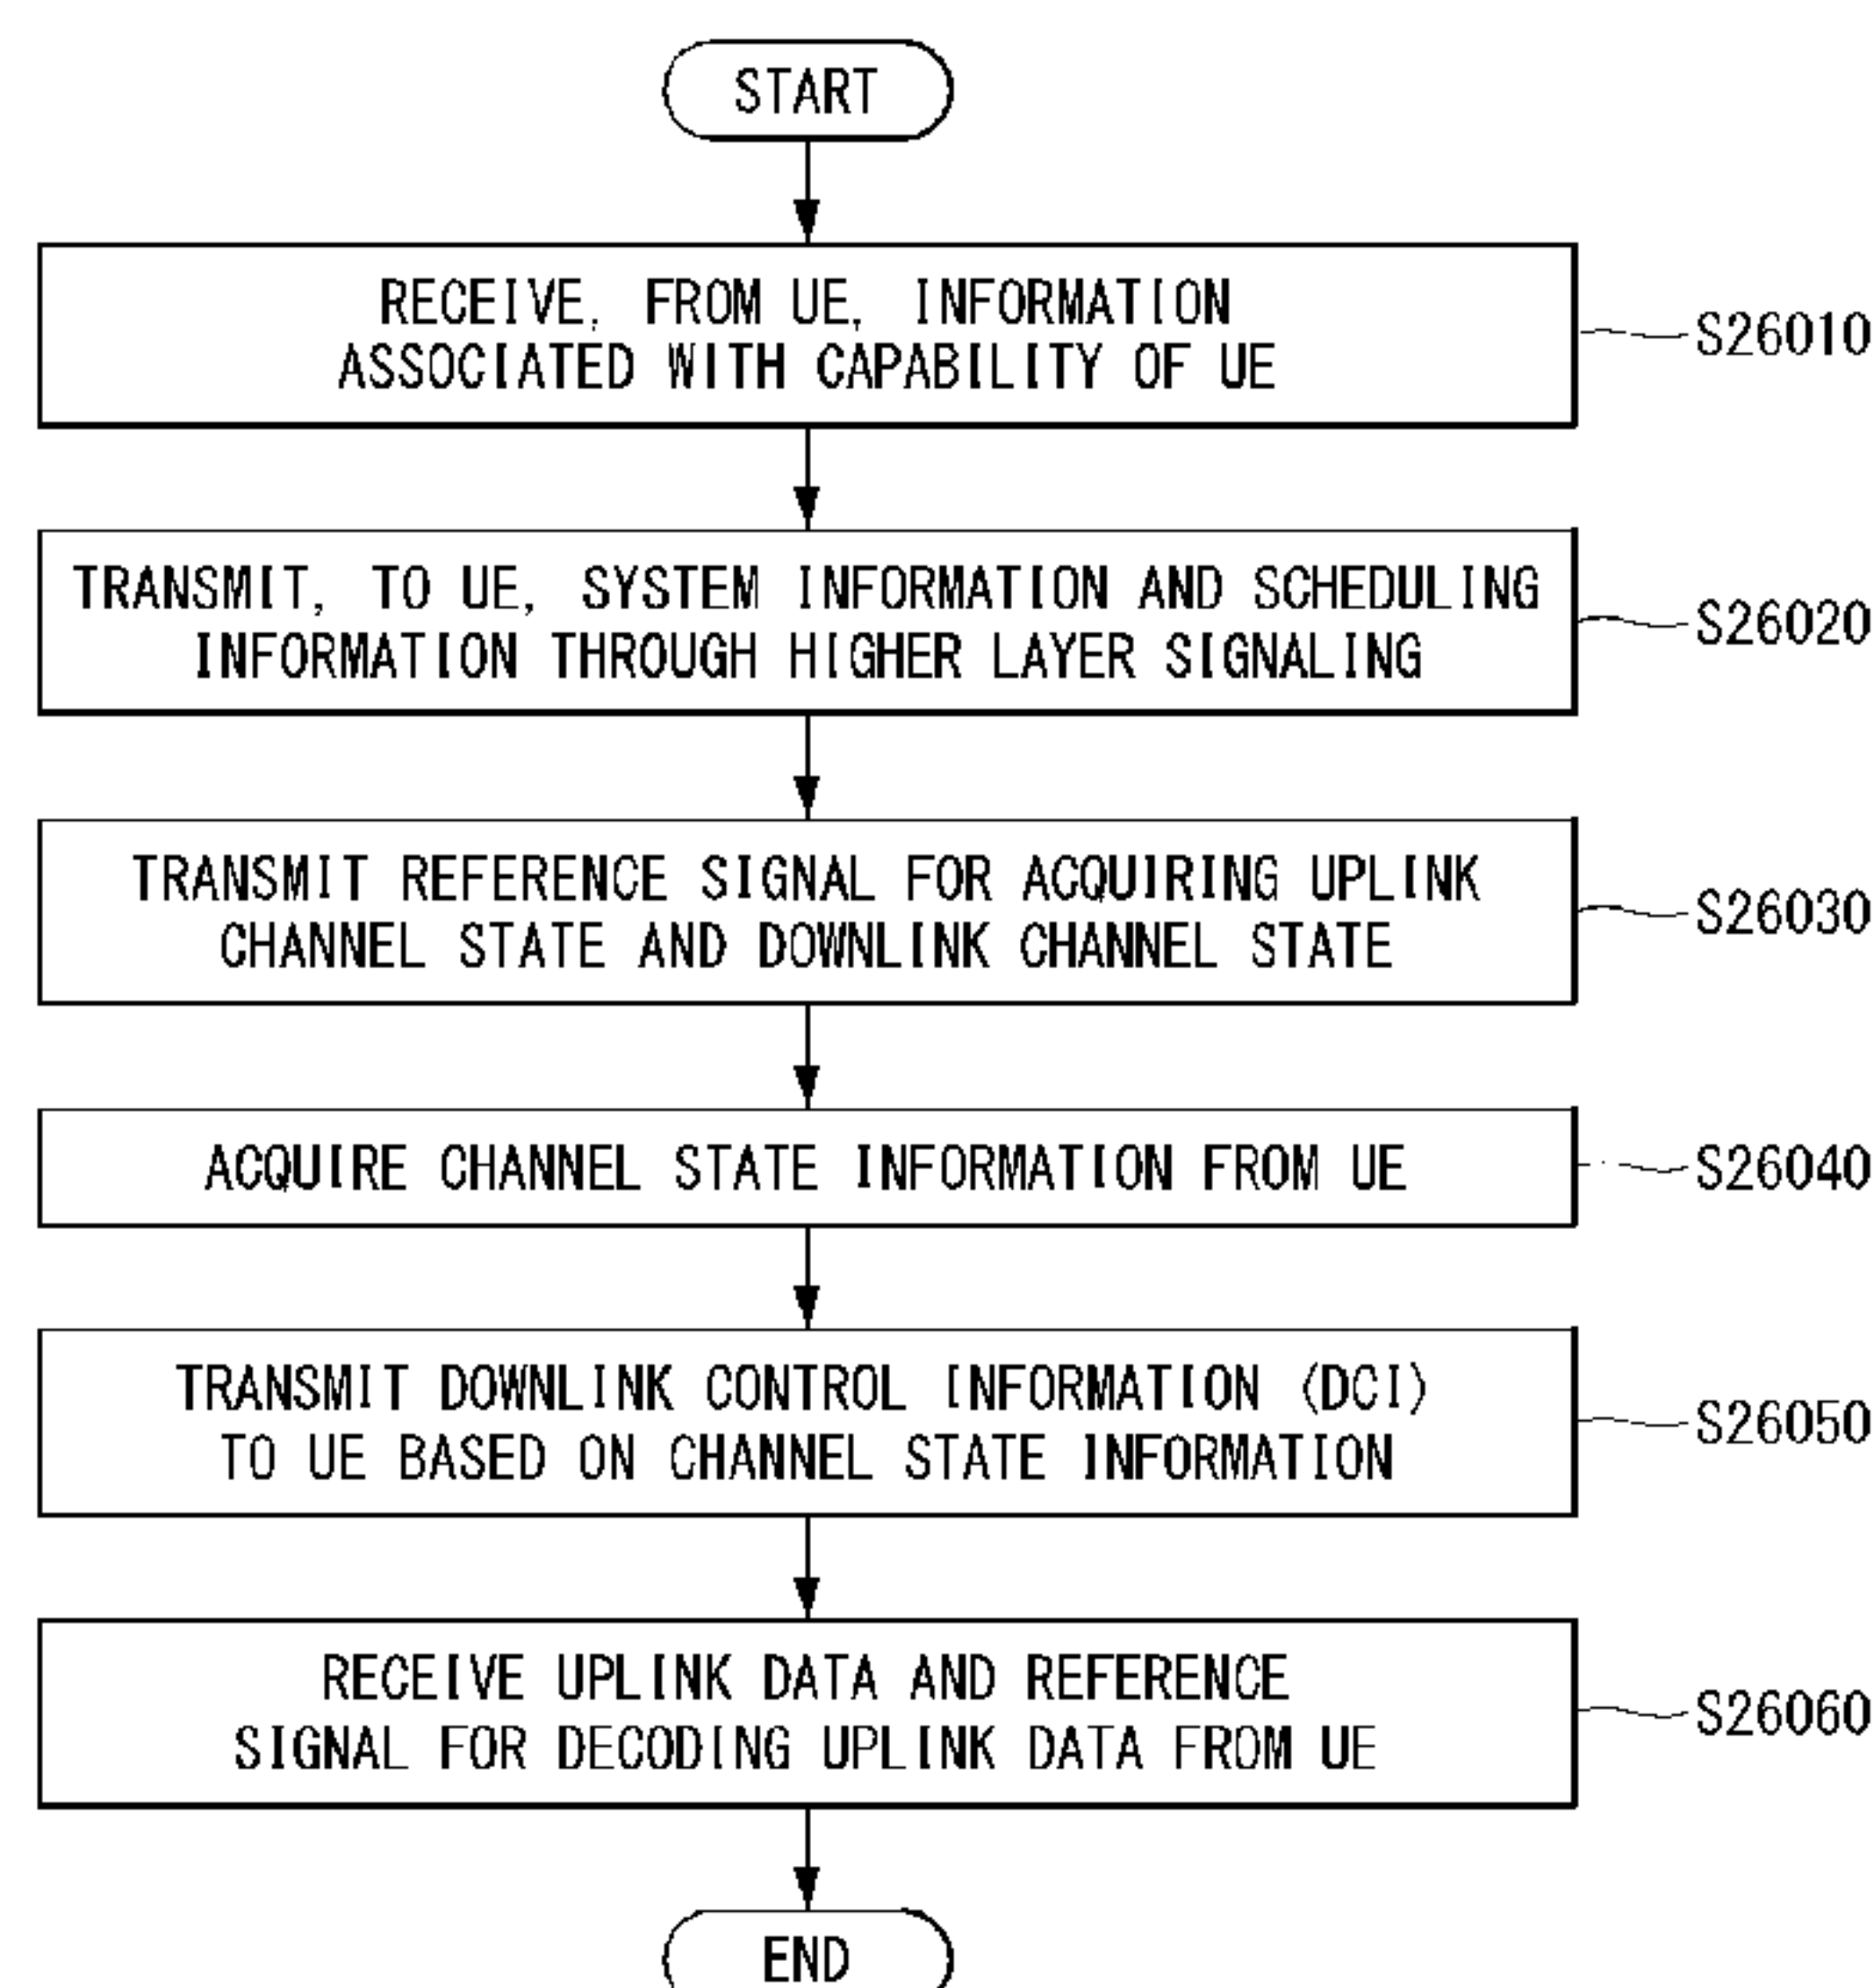 START
RECEIVE, FROM UE, INFORMATION
ASSOCIATED WITH CAPABILITY OF UE
S26010
TRANSMIT, TO UE, SYSTEM INFORMATION AND SCHEDULING
INFORMATION THROUGH HIGHER LAYER SIGNALING
S26020
TRANSMIT REFERENCE SIGNAL FOR ACQUIRING UPLINK
CHANNEL STATE AND DOWNLINK CHANNEL STATE
S26030
ACQUIRE CHANNEL STATE INFORMATION FROM UE
S26040
TRANSMIT DOWNLINK CONTROL INFORMATION (DCI)
TO UE BASED ON CHANNEL STATE INFORMATION
S26050
RECEIVE UPLINK DATA AND REFERENCE
SIGNAL FOR DECODING UPLINK DATA FROM UE
S26060
END